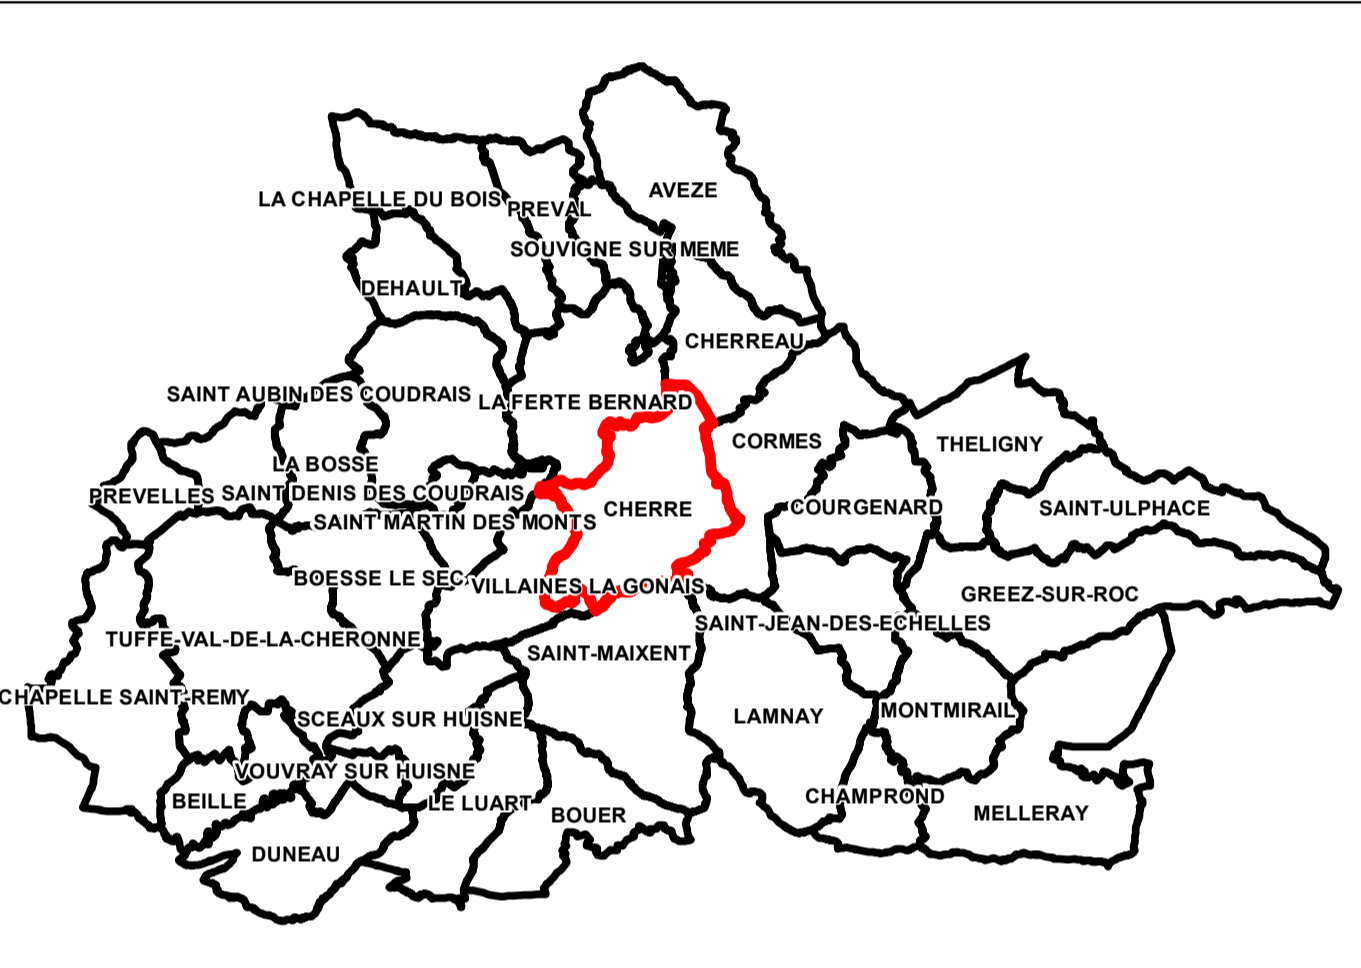 AVEZE
LA CHAPELLE DU BOIS
PREVAL
SOUVIGNE SUR MEME
DEHAULT
CHERREAU
SAINT AUBIN DES COUDRAIS
LA FERTE BERNARD
CORMES
THELIGNY
LA BOSSE
PREVELLES
SAINT DENIS DES COUDRAIS
CHERRE
COURGENARD
SAINT-ULPHACE
SAINT MARTIN DES MONTS
BOESSE LE SEC
VILLAINES LA GONAIS
GREEZ-SUR-ROC
SAINT-JEAN-DES-ECHELLES
TUFFE-VAL-DE-LA-CHERONNE
SAINT-MAIXENT
CHAPELLE SAINT-REMY
SCEAUX SUR HUISNE
LAMNAY
MONTMIRAIL
VOUVRAY SUR HUISNE
BEILLE
LE LUART
BOUER
CHAMPROND
MELLERAY
DUNEAU